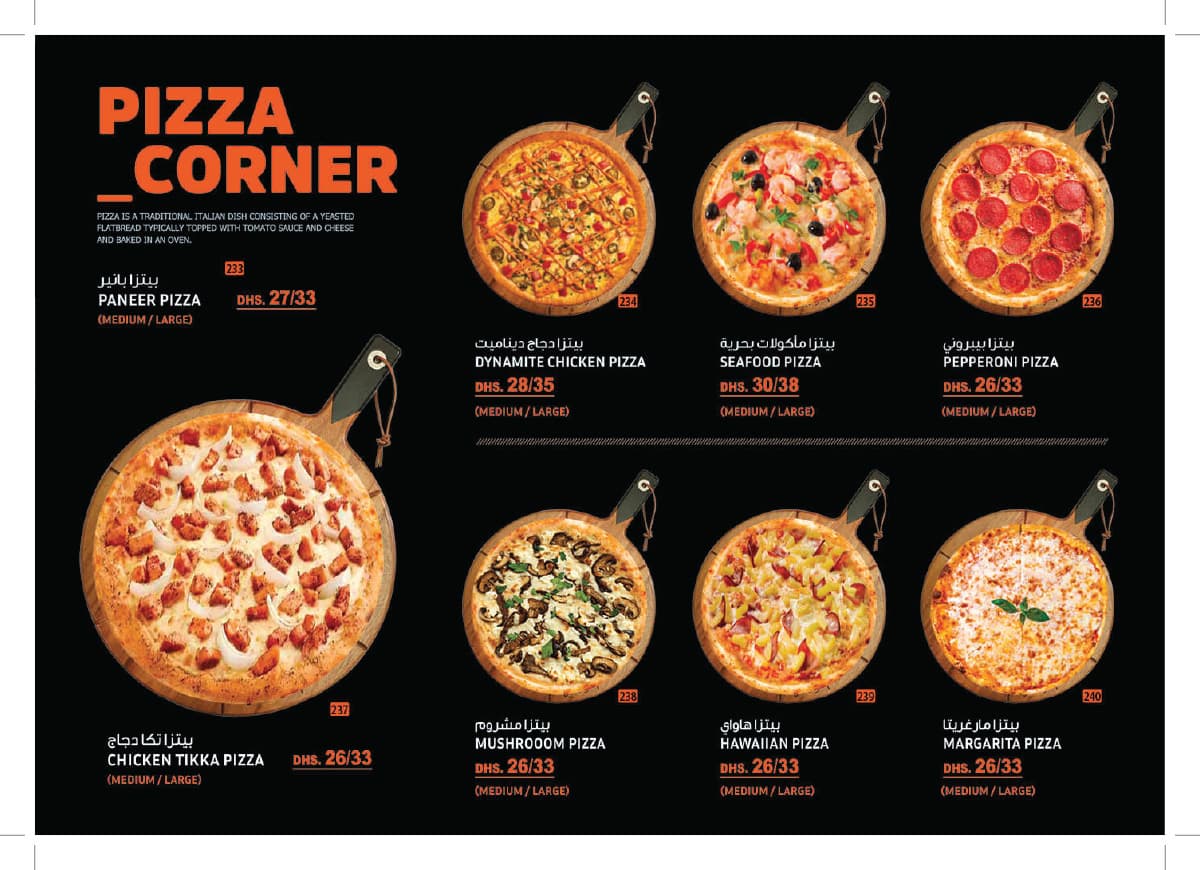 PIZZA
_CORNER
PIZZA IS A TRADITIONAL ITALIAN DISH CONSISTING OF A YEASTED
FLATBREAD TYPICALLY TOPPED WITH TOMATO SAUCE AND CHEESE
AND BAKED IN AN OVEN.
233
بيتزا بانير
PANEER PIZZA
DHS. 27/33
(MEDIUM / LARGE)
234
بيتزا دجاج ديناميت
DYNAMITE CHICKEN PIZZA
DHS. 28/35
(MEDIUM / LARGE)
235
بيتزا مأكولات بحرية
SEAFOOD PIZZA
DHS. 30/38
(MEDIUM / LARGE)
236
بيتزا بيبروني
PEPPERONI PIZZA
DHS. 26/33
(MEDIUM / LARGE)
237
بيتزا تكا دجاج
CHICKEN TIKKA PIZZA
DHS. 26/33
(MEDIUM / LARGE)
238
بيتزا مشروم
MUSHROOOM PIZZA
DHS. 26/33
(MEDIUM / LARGE)
239
بيتزا هاواي
HAWAIIAN PIZZA
DHS. 26/33
(MEDIUM / LARGE)
240
بيتزا مارغريتا
MARGARITA PIZZA
DHS. 26/33
(MEDIUM / LARGE)